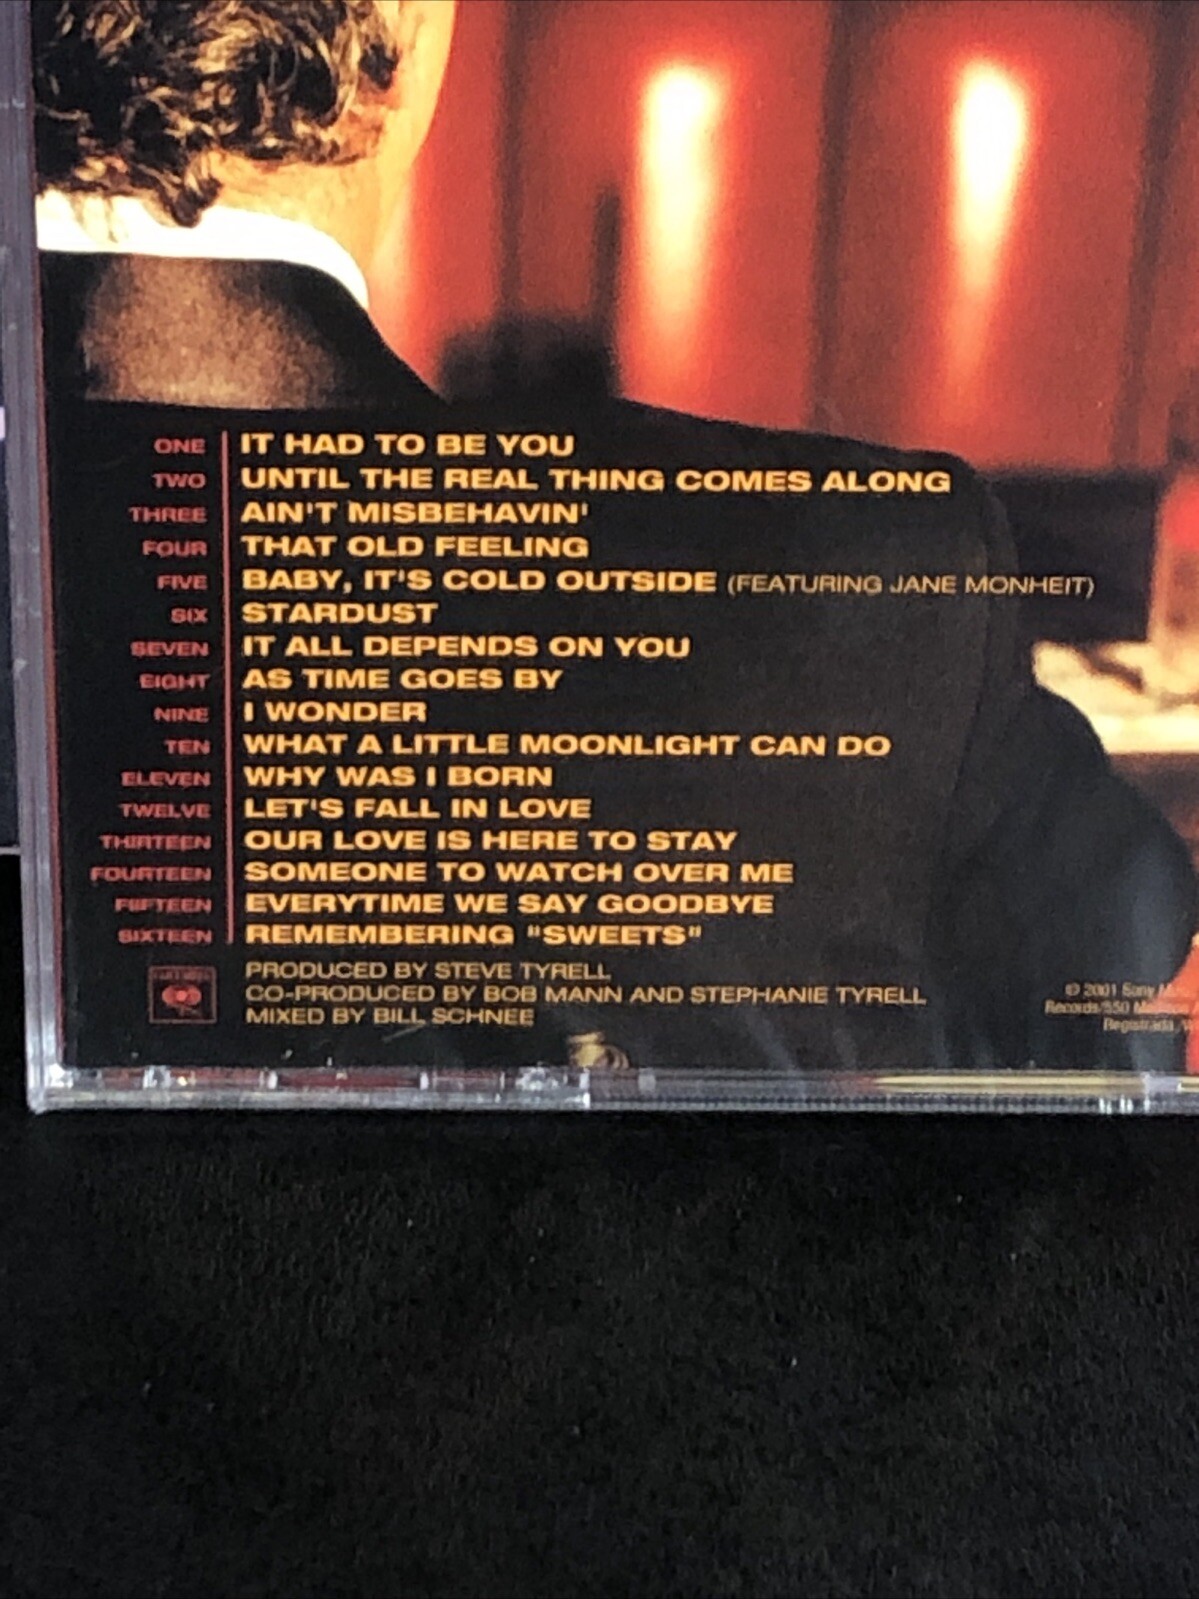 ONE IT HAD TO BE YOU
TWO UNTIL THE REAL THING COMES ALONG
THREE AIN'T MISBEHAVIN'
FOUR THAT OLD FEELING
FIVE BABY, IT'S COLD OUTSIDE (FEATURING JANE MONHEIT)
SIX STARDUST
SEVEN IT ALL DEPENDS ON YOU
EIGHT AS TIME GOES BY
NINE I WONDER
TEN WHAT A LITTLE MOONLIGHT CAN DO
ELEVEN WHY WAS I BORN
TWELVE LET'S FALL IN LOVE
THIRTEEN OUR LOVE IS HERE TO STAY
FOURTEEN SOMEONE TO WATCH OVER ME
FIFTEEN EVERYTIME WE SAY GOODBYE
SIXTEEN REMEMBERING "SWEETS"
PRODUCED BY STEVE TYRELL
CO-PRODUCED BY BOB MANN AND STEPHANIE TYRELL
MIXED BY BILL SCHNEE
© 2001 Sony
Records/550
Registrada